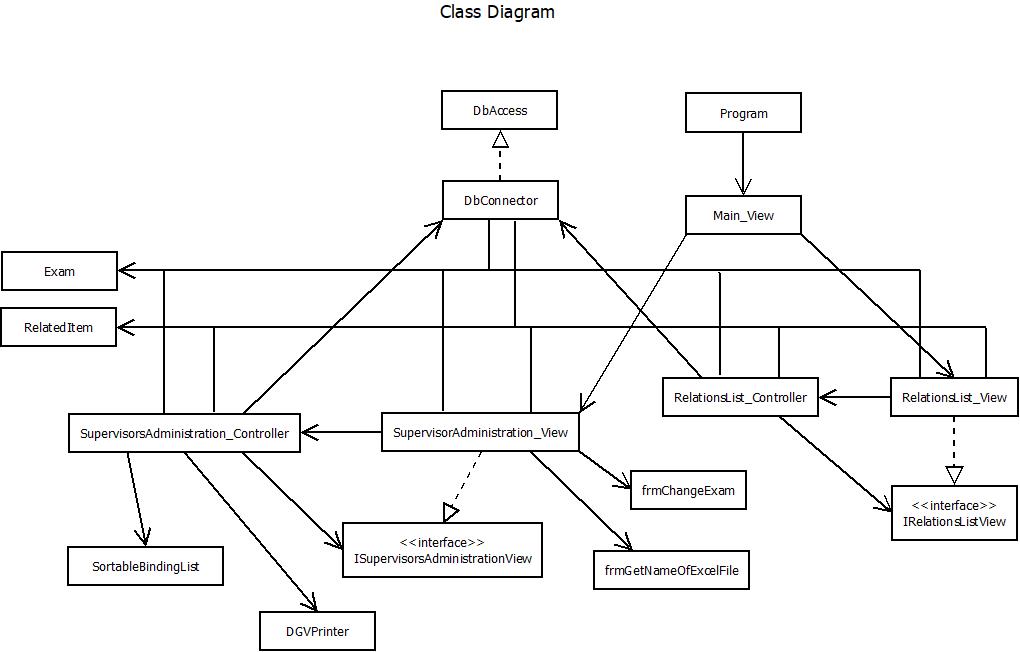 Class Diagram
DbAccess
Program
DbConnector
Main_View
Exam
RelatedItem
RelationsList_Controller
RelationsList_View
SupervisorsAdministration_Controller
SupervisorAdministration_View
frmChangeExam
<<interface>>
IRelationsListView
<<interface>>
ISupervisorsAdministrationView
SortableBindingList
frmGetNameOfExcelFile
DGVPrinter